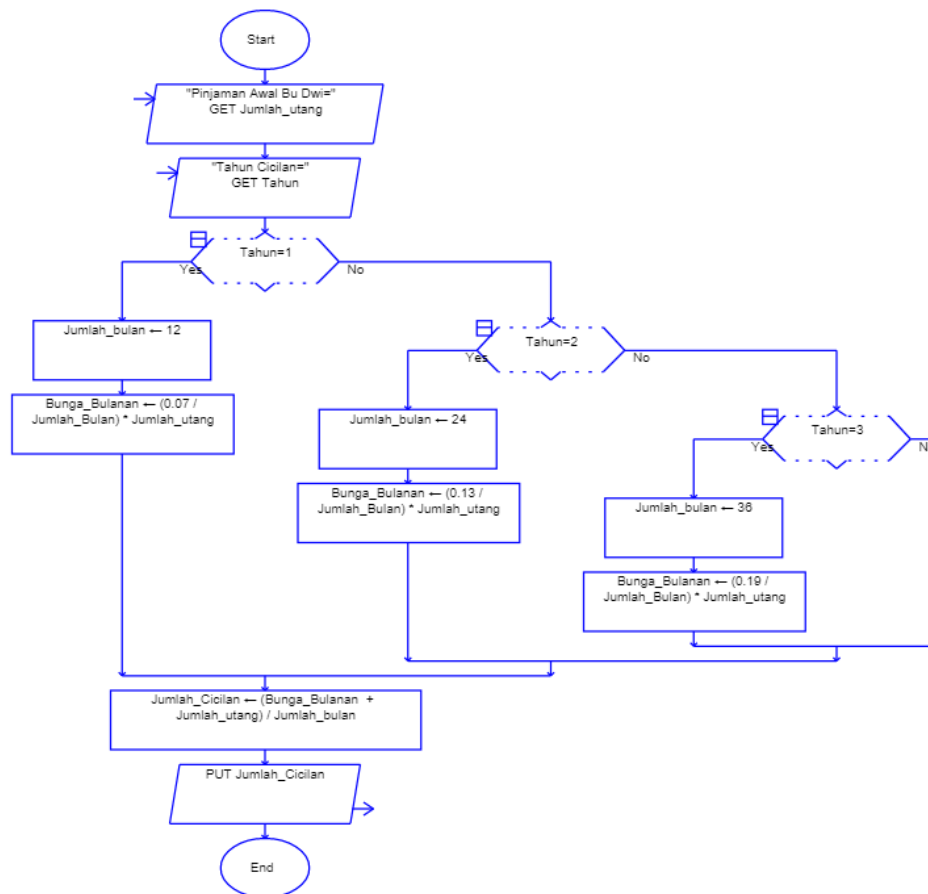 Start
"Pinjaman Awal Bu Dwi="
GET Jumlah_utang
"Tahun Cicilan="
GET Tahun
Tahun=1
Yes
No
Jumlah_bulan ← 12
Bunga_Bulanan ← (0.07 /
Jumlah_Bulan) * Jumlah_utang
Tahun=2
Yes
No
Jumlah_bulan ← 24
Bunga_Bulanan ← (0.13 /
Jumlah_Bulan) * Jumlah_utang
Tahun=3
Yes
Jumlah_bulan ← 36
Bunga_Bulanan ← (0.19 /
Jumlah_Bulan) * Jumlah_utang
Jumlah_Cicilan ← (Bunga_Bulanan +
Jumlah_utang) / Jumlah_bulan
PUT Jumlah_Cicilan
End